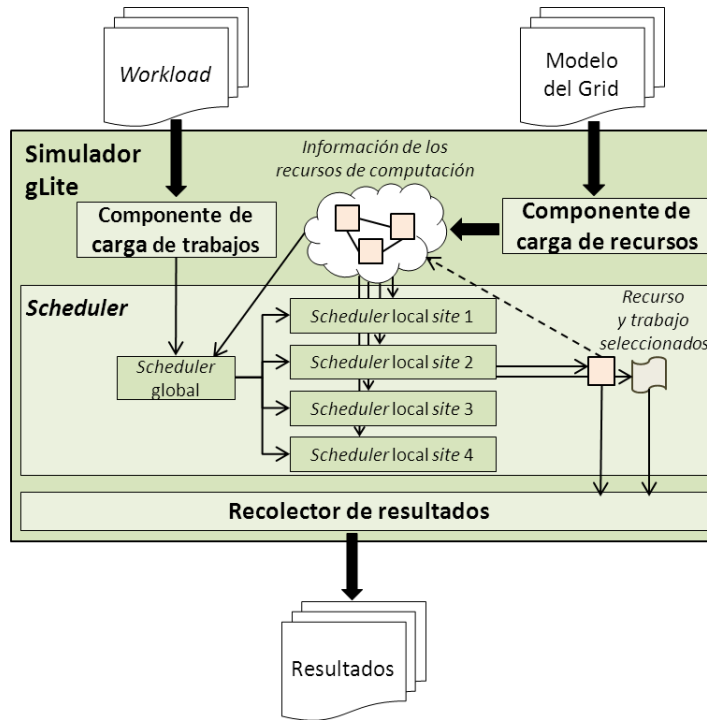 Workload
Modelo
del Grid
Simulador
gLite
Información de los
recursos de computación
Componente de
carga de trabajos
Componente de
carga de recursos
Scheduler
Recurso
y trabajo
seleccionados
Scheduler local site 1
Scheduler
global
Scheduler local site 2
Scheduler local site 3
Scheduler local site 4
Recolector de resultados
Resultados